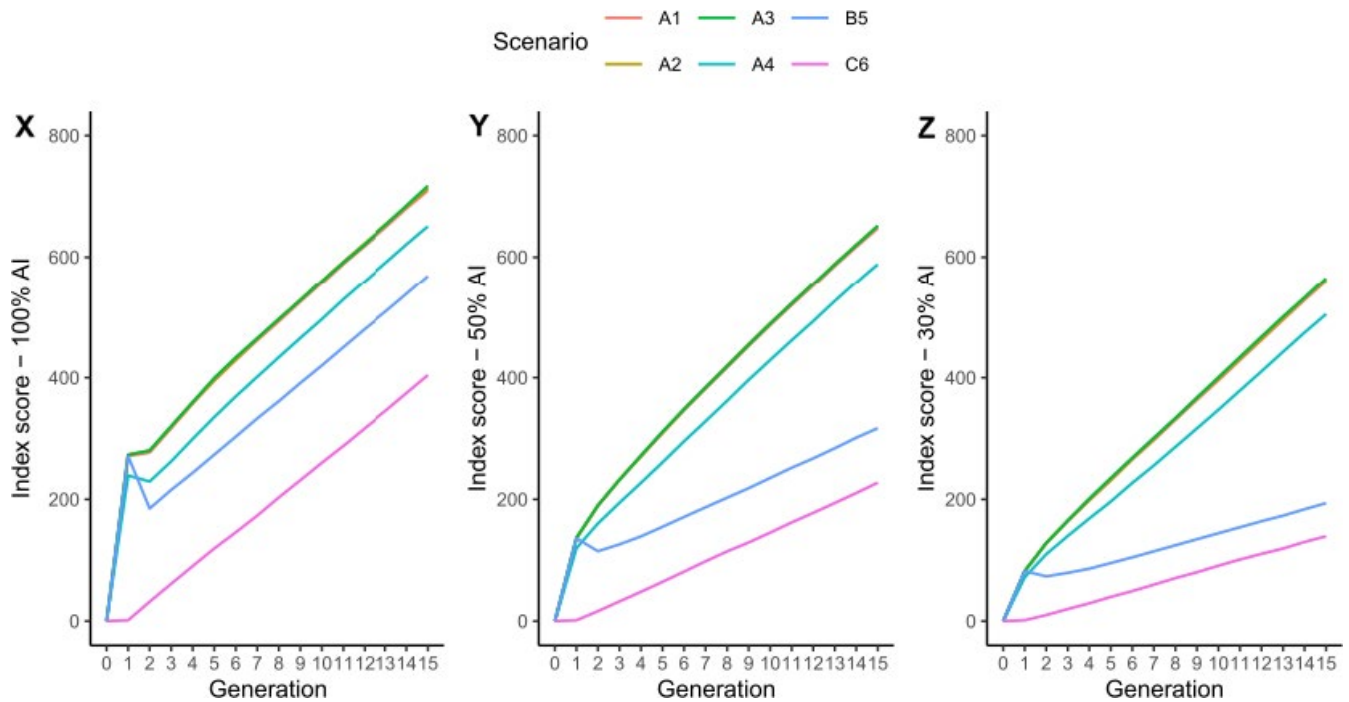 Scenario
A1 A3 B5
A2 A4 C6
X
Index score – 100% AI
800
600
400
200
0
0 1 2 3 4 5 6 7 8 9 10 11 12 13 14 15
Generation
Y
Index score – 50% AI
800
600
400
200
0
0 1 2 3 4 5 6 7 8 9 10 11 12 13 14 15
Generation
Z
Index score – 30% AI
800
600
400
200
0
0 1 2 3 4 5 6 7 8 9 10 11 12 13 14 15
Generation